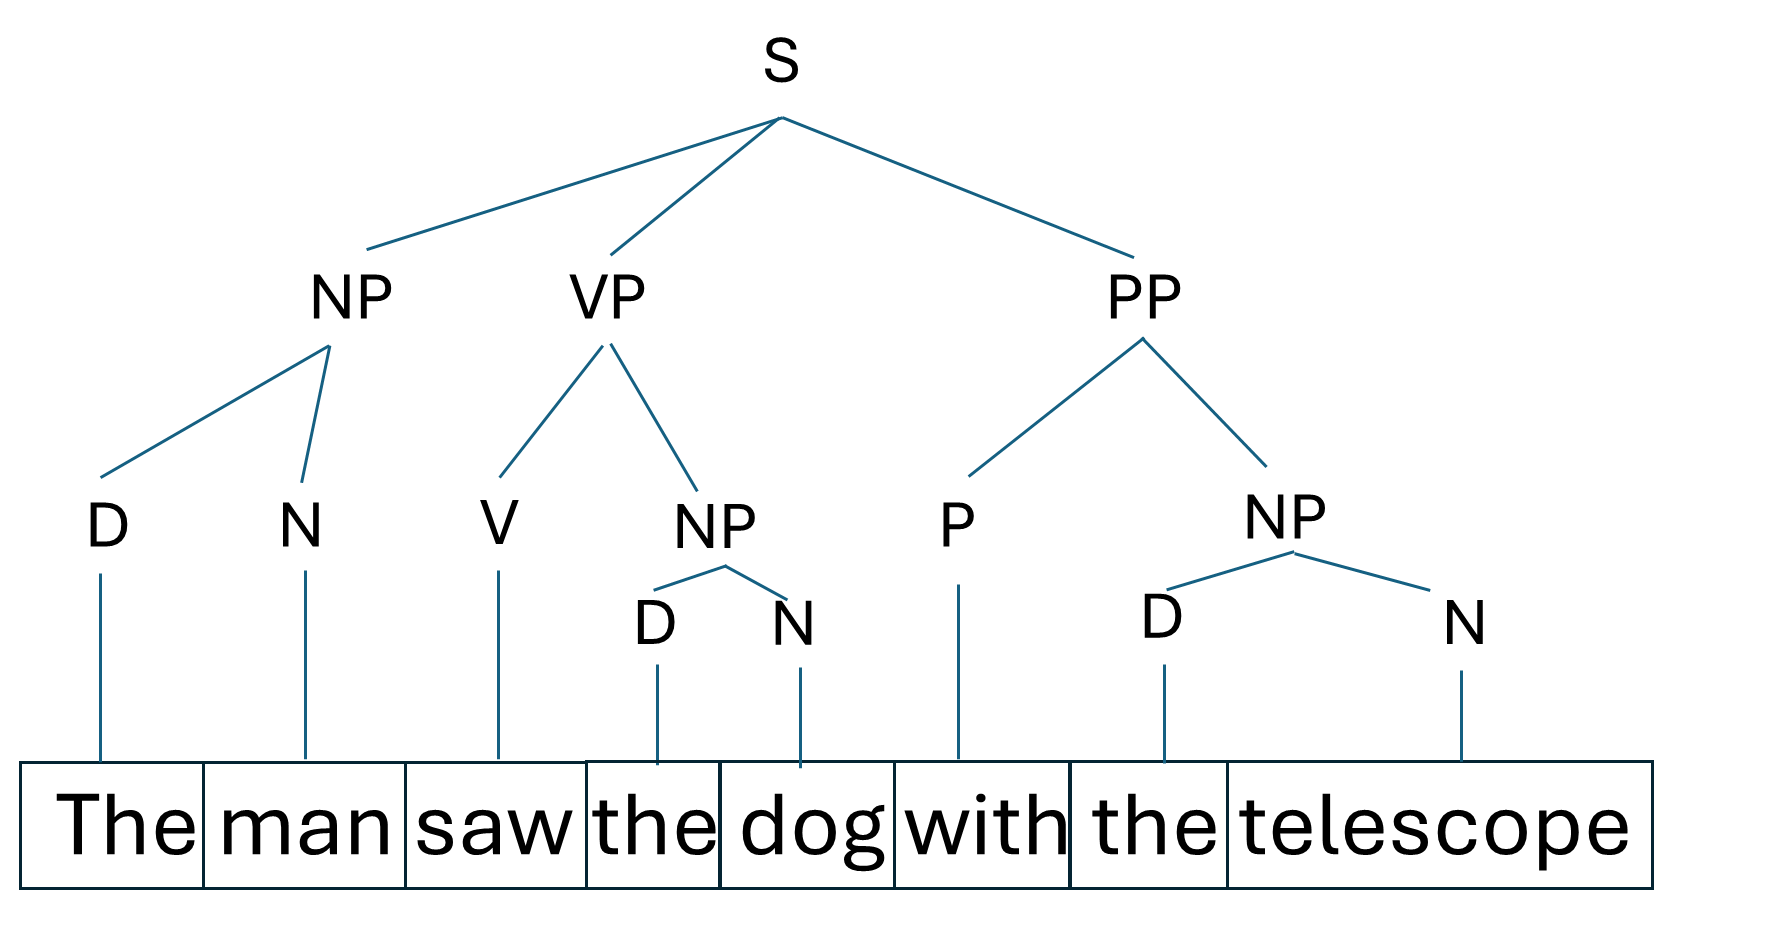 S
NP VP PP
D N V NP P NP
D N D N
The man saw the dog with the telescope